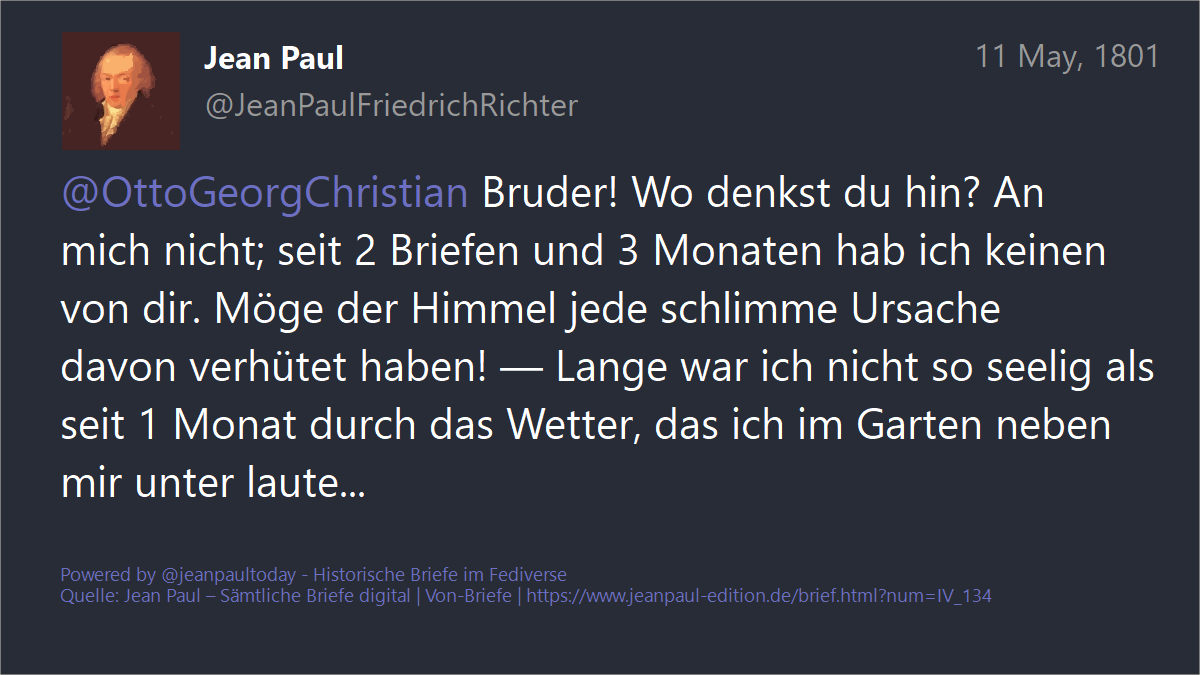 Jean Paul
11 May, 1801
@JeanPaulFriedrichRichter
@OttoGeorgChristian Bruder! Wo denkst du hin? An
mich nicht; seit 2 Briefen und 3 Monaten hab ich keinen
von dir. Möge der Himmel jede schlimme Ursache
davon verhütet haben! — Lange war ich nicht so seelig als
seit 1 Monat durch das Wetter, das ich im Garten neben
mir unter laute...
Powered by @jeanpaultoday - Historische Briefe im Fediverse
Quelle: Jean Paul – Sämtliche Briefe digital | Von-Briefe | https://www.jeanpaul-edition.de/brief.html?num=IV_134